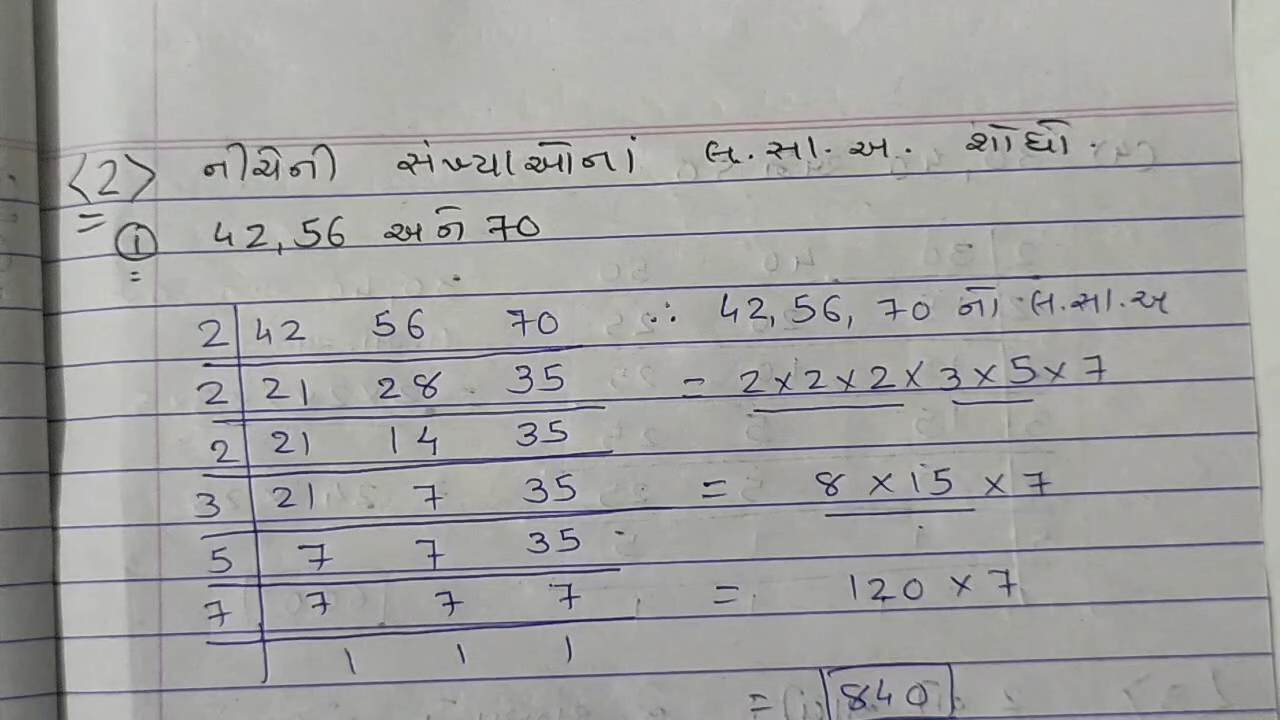 <2> નીચેની સંખ્યાઓનાં લ.સા.અ. શોધો.
(i) 42, 56 અને 70
2 | 42 56 70
2 | 21 28 35
2 | 21 14 35
3 | 21 7 35
5 | 7 7 35
7 | 7 7 7
| 1 1 1
∴ 42, 56, 70 નો લ.સા.અ
= 2 × 2 × 2 × 3 × 5 × 7
= 8 × 15 × 7
= 120 × 7
= 840